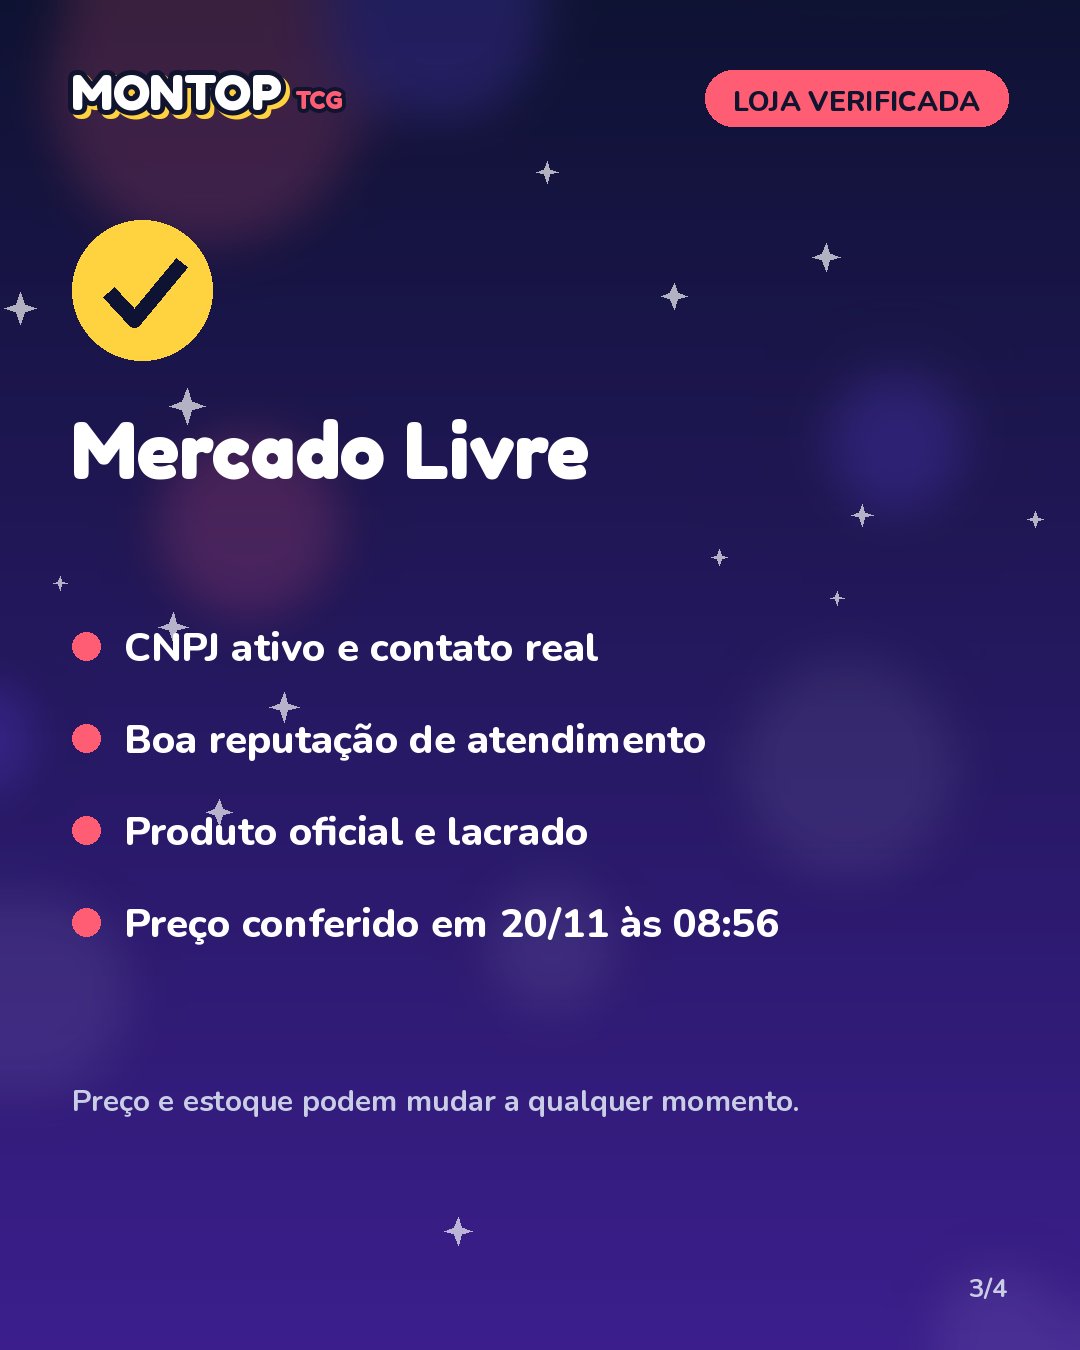 MONTOP TCG
LOJA VERIFICADA
Mercado Livre
CNPJ ativo e contato real
Boa reputação de atendimento
Produto oficial e lacrado
Preço conferido em 20/11 às 08:56
Preço e estoque podem mudar a qualquer momento.
3/4